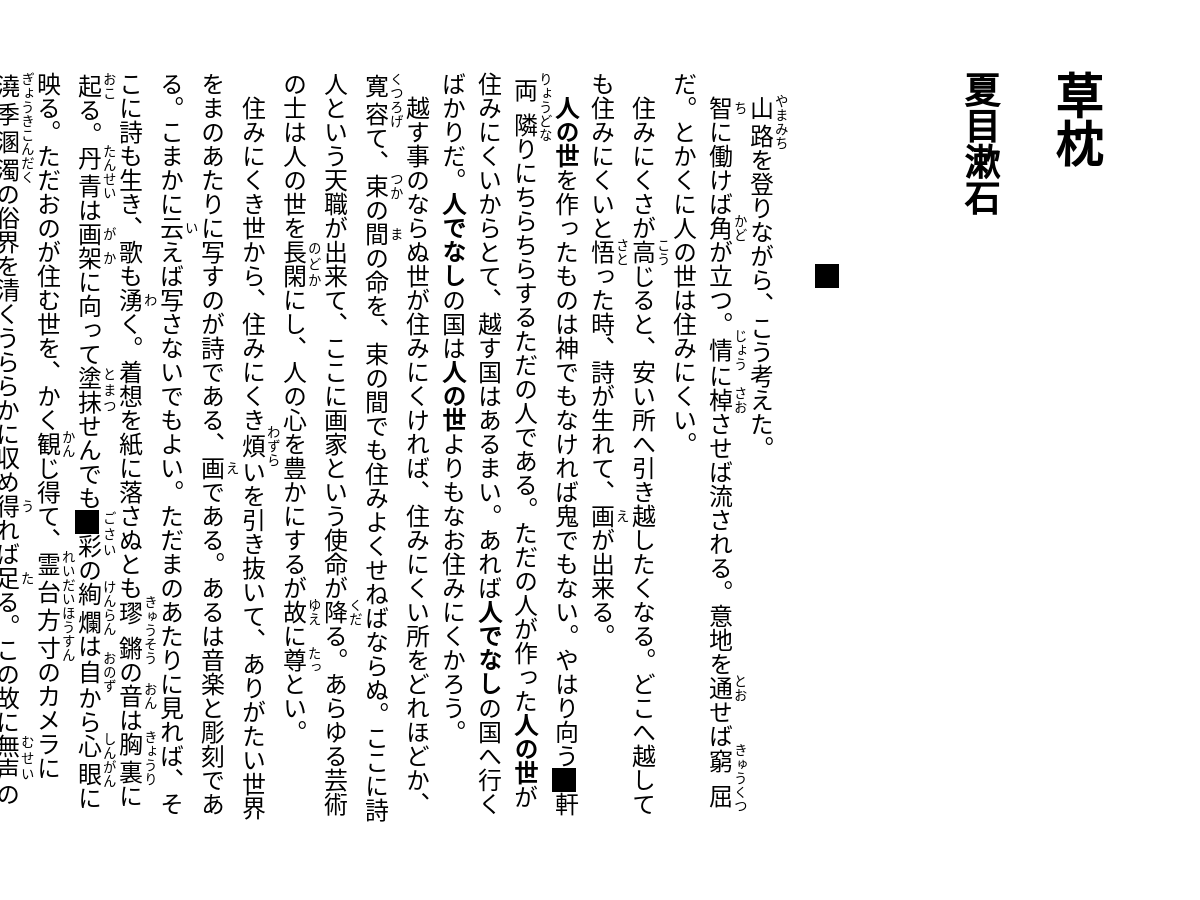 草枕
夏目漱石
■
山路を登りながら、こう考えた。
智に働けば角が立つ。情に棹させば流される。意地を通せば窮屈
だ。とかくに人の世は住みにくい。
住みにくさが高じると、安い所へ引き越したくなる。どこへ越して
も住みにくいと悟った時、詩が生れて、画が出来る。
人の世を作ったものは神でもなければ鬼でもない。やはり向う■軒
両隣りにちらちらするただの人である。ただの人が作った人の世が
住みにくいからとて、越す国はあるまい。あれば人でなしの国へ行く
ばかりだ。人でなしの国は人の世よりもなお住みにくかろう。
越す事のならぬ世が住みにくければ、住みにくい所をどれほどか、
寛容て、束の間の命を、束の間でも住みよくせねばならぬ。ここに詩
人という天職が出来て、ここに画家という使命が降る。あらゆる芸術
の士は人の世を長閑にし、人の心を豊かにするが故に尊とい。
住みにくき世から、住みにくき煩いを引き抜いて、ありがたい世界
をまのあたりに写すのが詩である、画である。あるは音楽と彫刻であ
る。こまかに云えば写さないでもよい。ただまのあたりに見れば、そ
こに詩も生き、歌も湧く。着想を紙に落さぬとも璆鏘の音は胸裏に
起る。丹青は画架に向って塗抹せんでも■彩の絢爛は自から心眼に
映る。ただおのが住む世を、かく観じ得て、霊台方寸のカメラに
澆季溷濁の俗界を清くうららかに収め得れば足る。この故に無声の